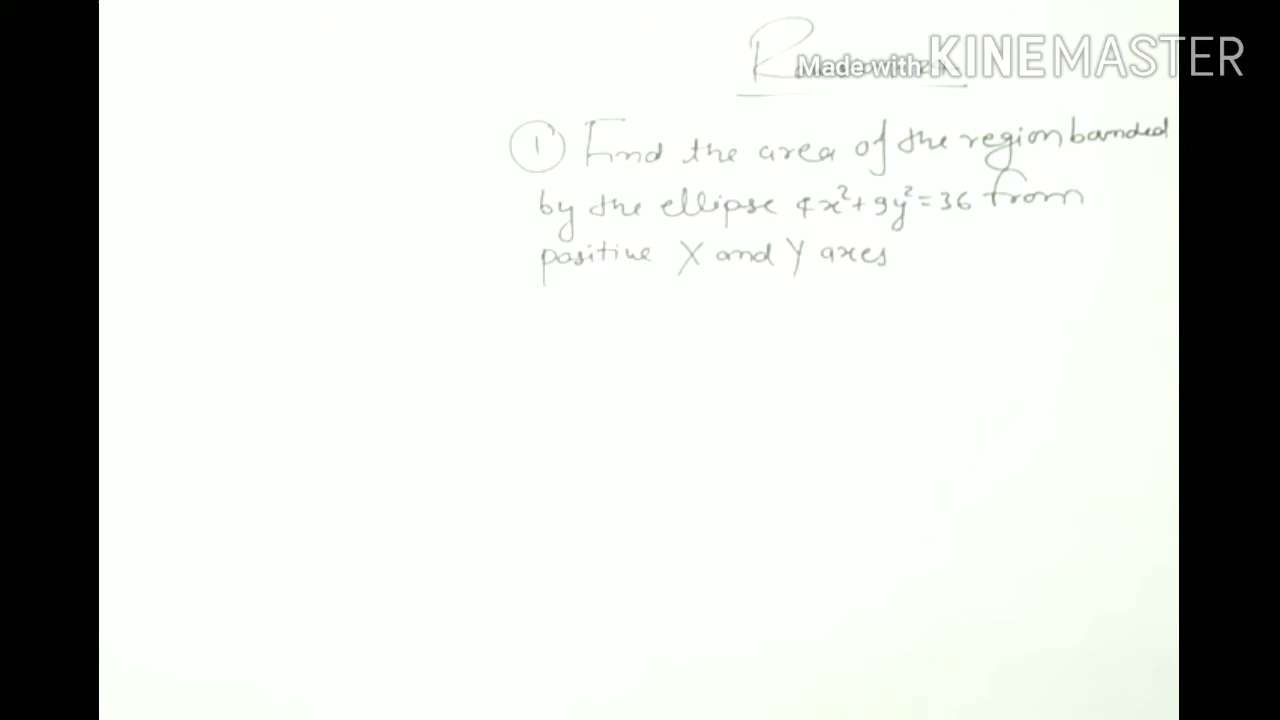 Made with KINEMASTER
① Find the area of the region bounded
by the ellipse 4x²+9y²=36 from
positive X and Y axes